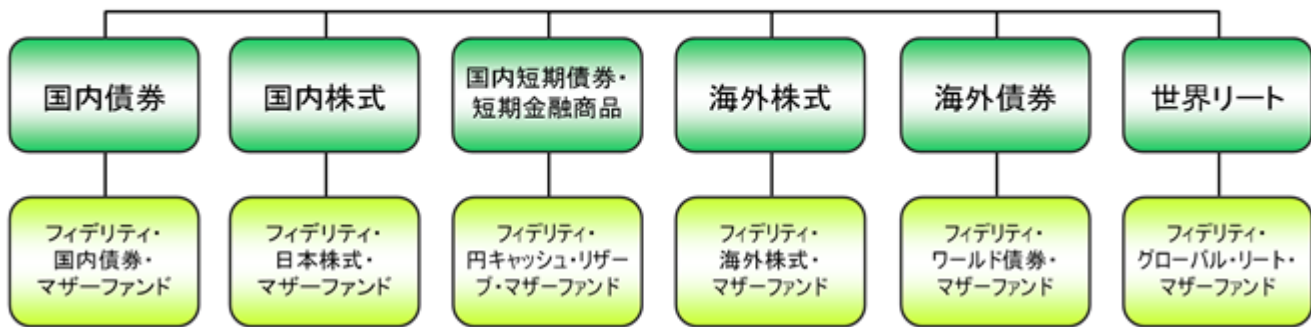 国内債券
国内株式
国内短期債券・
短期金融商品
海外株式
海外債券
世界リート
フィデリティ・
国内債券・
マザーファンド
フィデリティ・
日本株式・
マザーファンド
フィデリティ・
円キャッシュ・リザー
ブ・マザーファンド
フィデリティ・
海外株式・
マザーファンド
フィデリティ・
ワールド債券・
マザーファンド
フィデリティ・
グローバル・リート・
マザーファンド